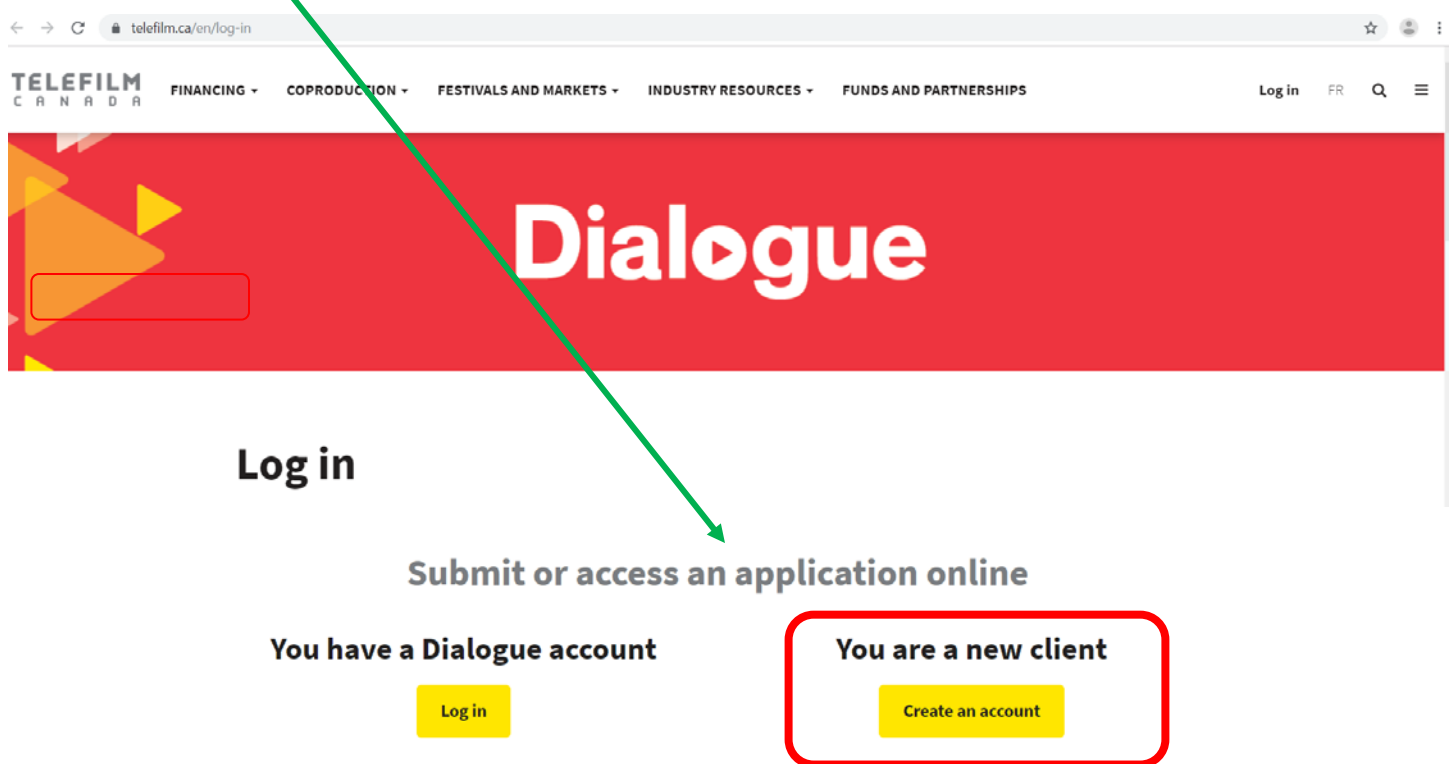 telefilm.ca/en/log-in
TELEFILM
CANADA
FINANCING COPRODUCTION FESTIVALS AND MARKETS INDUSTRY RESOURCES FUNDS AND PARTNERSHIPS Log in FR
Dialogue
Log in
Submit or access an application online
You have a Dialogue account You are a new client
Log in Create an account